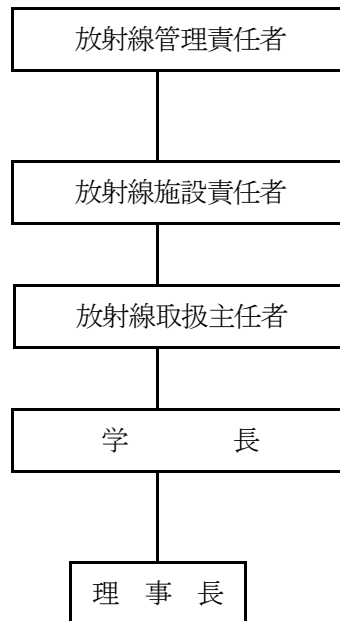 放射線管理責任者
放射線施設責任者
放射線取扱主任者
学　　　　長
理　事　長